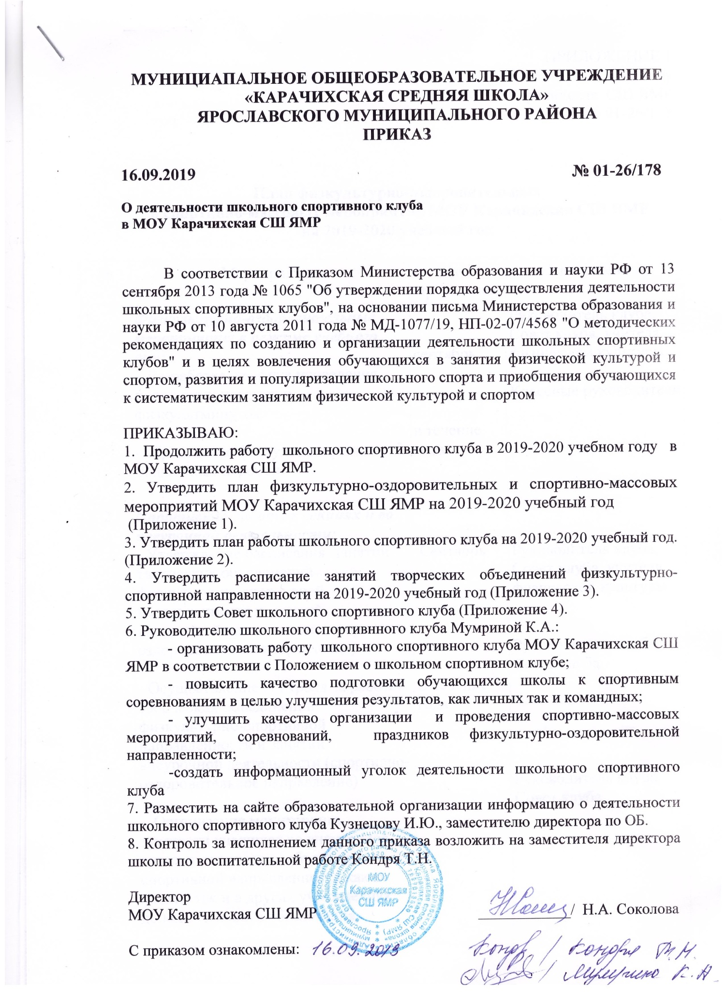 МУНИЦИАПАЛЬНОЕ ОБЩЕОБРАЗОВАТЕЛЬНОЕ УЧРЕЖДЕНИЕ
«КАРАЧИХСКАЯ СРЕДНЯЯ ШКОЛА»
ЯРОСЛАВСКОГО МУНИЦИПАЛЬНОГО РАЙОНА
ПРИКАЗ
16.09.2019 № 01-26/178
О деятельности школьного спортивного клуба
в МОУ Карачихская СШ ЯМР
В соответствии с Приказом Министерства образования и науки РФ от 13
сентября 2013 года № 1065 "Об утверждении порядка осуществления деятельности
школьных спортивных клубов", на основании письма Министерства образования и
науки РФ от 10 августа 2011 года № МД-1077/19, НП-02-07/4568 "О методических
рекомендациях по созданию и организации деятельности школьных спортивных
клубов" и в целях вовлечения обучающихся в занятия физической культурой и
спортом, развития и популяризации школьного спорта и приобщения обучающихся
к систематическим занятиям физической культурой и спортом
ПРИКАЗЫВАЮ:
1. Продолжить работу школьного спортивного клуба в 2019-2020 учебном году в
МОУ Карачихская СШ ЯМР.
2. Утвердить план физкультурно-оздоровительных и спортивно-массовых
мероприятий МОУ Карачихская СШ ЯМР на 2019-2020 учебный год
(Приложение 1).
3. Утвердить план работы школьного спортивного клуба на 2019-2020 учебный год.
(Приложение 2).
4. Утвердить расписание занятий творческих объединений физкультурно-
спортивной направленности на 2019-2020 учебный год (Приложение 3).
5. Утвердить Совет школьного спортивного клуба (Приложение 4).
6. Руководителю школьного спортивннного клуба Мумриной К.А.:
- организовать работу школьного спортивного клуба МОУ Карачихская СШ
ЯМР в соответствии с Положением о школьном спортивном клубе;
- повысить качество подготовки обучающихся школы к спортивным
соревнованиям в целью улучшения результатов, как личных так и командных;
- улучшить качество организации и проведения спортивно-массовых
мероприятий, соревнований, праздников физкультурно-оздоровительной
направленности;
-создать информационный уголок деятельности школьного спортивного
клуба
7. Разместить на сайте образовательной организации информацию о деятельности
школьного спортивного клуба Кузнецову И.Ю., заместителю директора по ОБ.
8. Контроль за исполнением данного приказа возложить на заместителя директора
школы по воспитательной работе Кондря Т.Н.
МОУ
Карачихская
СШ ЯМР
Директор
МОУ Карачихская СШ ЯМР ____________/ Н.А. Соколова
С приказом ознакомлены: 16.09.2019 / Кондря Т.Н.
/ Мумрина К.А.